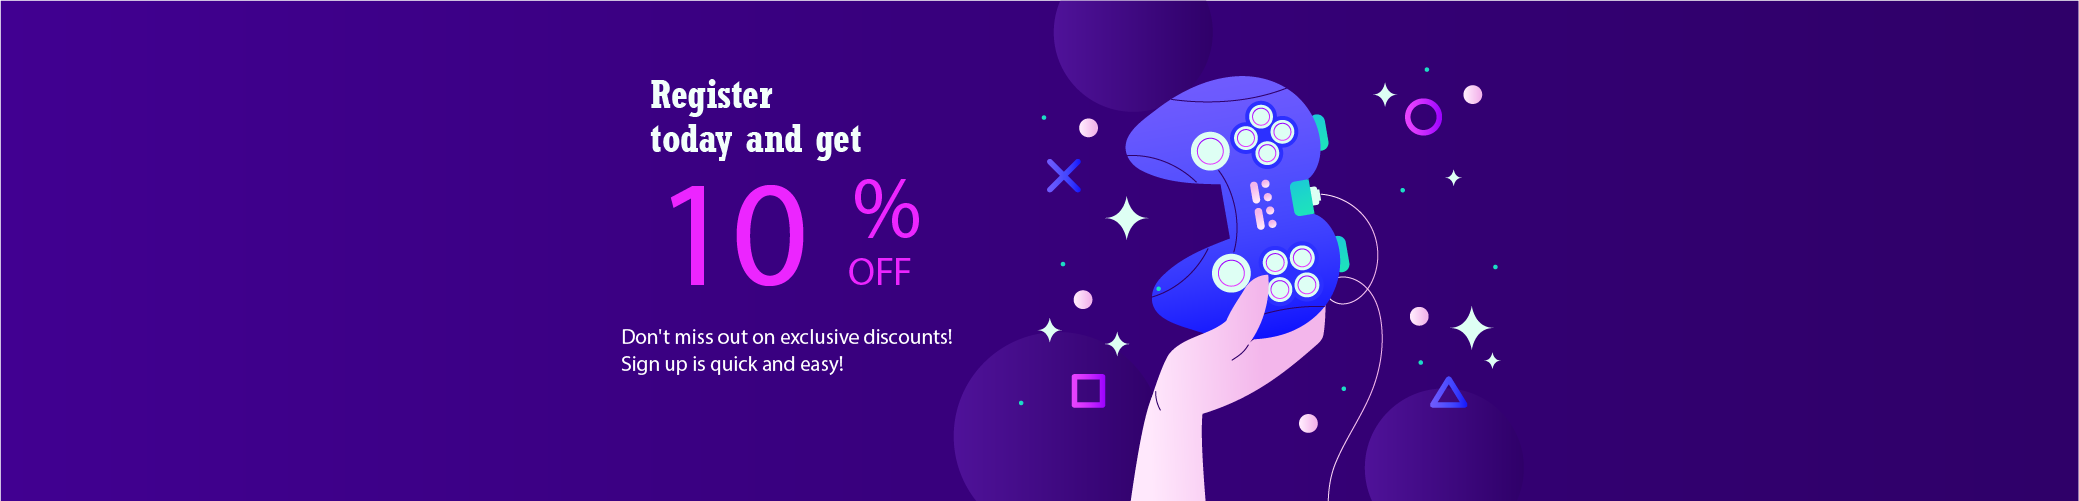 Register
today and get
10 %
OFF
Don't miss out on exclusive discounts!
Sign up is quick and easy!